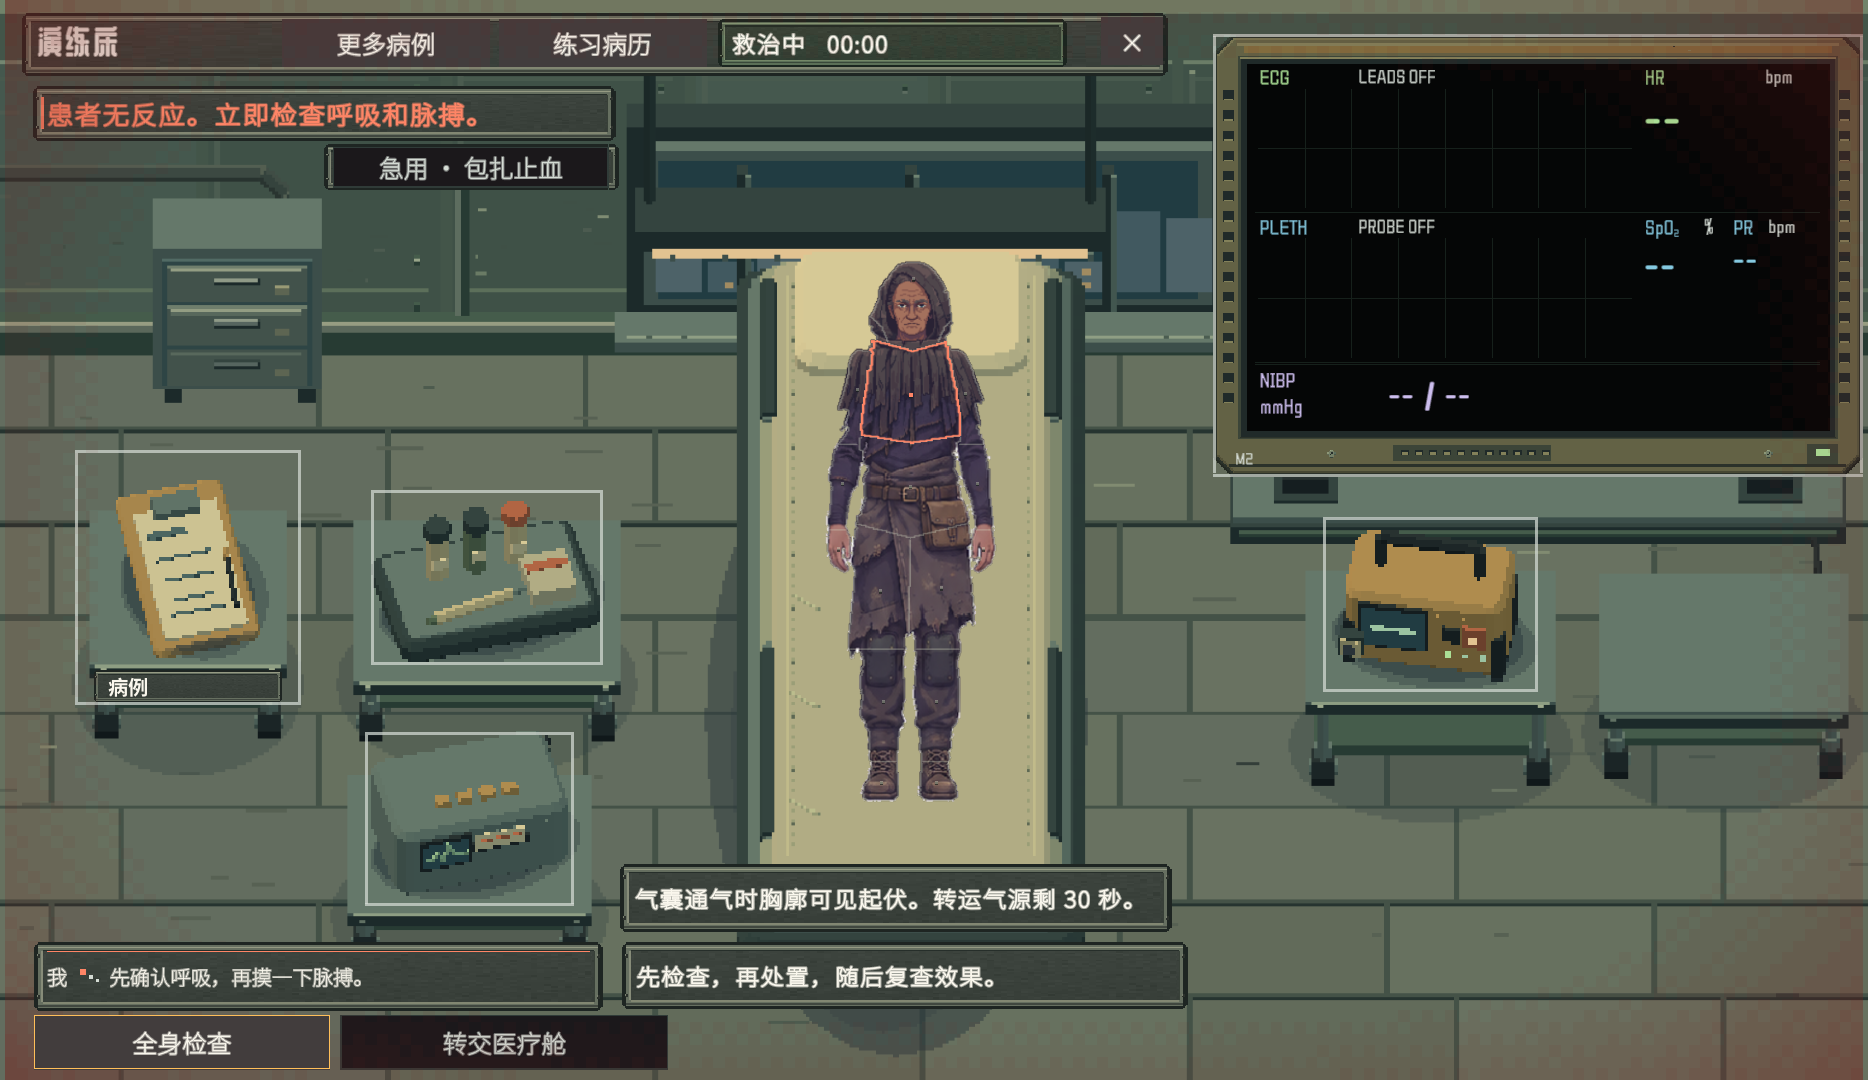 演练床
更多病例
练习病历
救治中 00:00
患者无反应。立即检查呼吸和脉搏。
急用 · 包扎止血
ECG LEADS OFF HR bpm
--
PLETH PROBE OFF SpO₂ % PR bpm
-- --
NIBP
mmHg
-- / --
M2
病例
气囊通气时胸廓可见起伏。转运气源剩 30 秒。
我 先确认呼吸，再摸一下脉搏。
先检查，再处置，随后复查效果。
全身检查
转交医疗舱